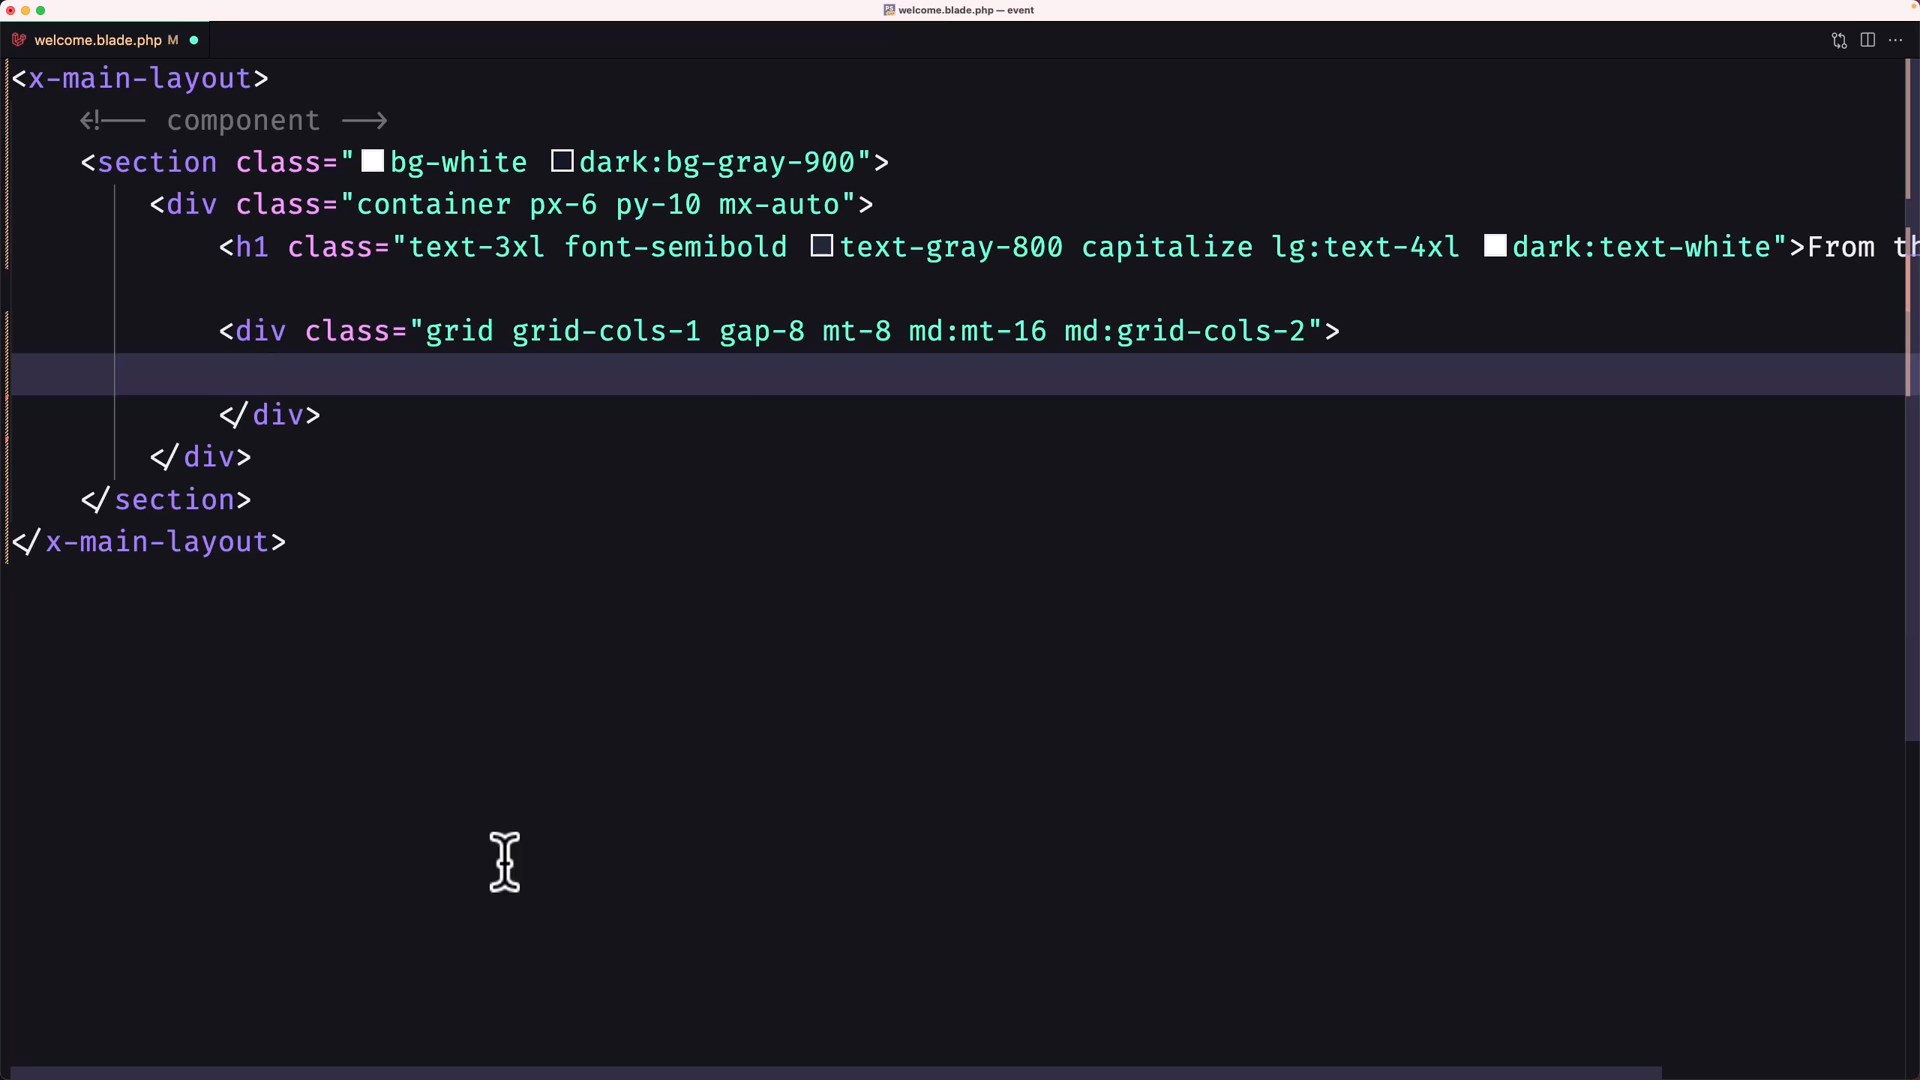 welcome.blade.php — event
welcome.blade.php M
<x-main-layout>
<!-- component -->
<section class="bg-white dark:bg-gray-900">
<div class="container px-6 py-10 mx-auto">
<h1 class="text-3xl font-semibold text-gray-800 capitalize lg:text-4xl dark:text-white">From th
<div class="grid grid-cols-1 gap-8 mt-8 md:mt-16 md:grid-cols-2">
</div>
</div>
</section>
</x-main-layout>